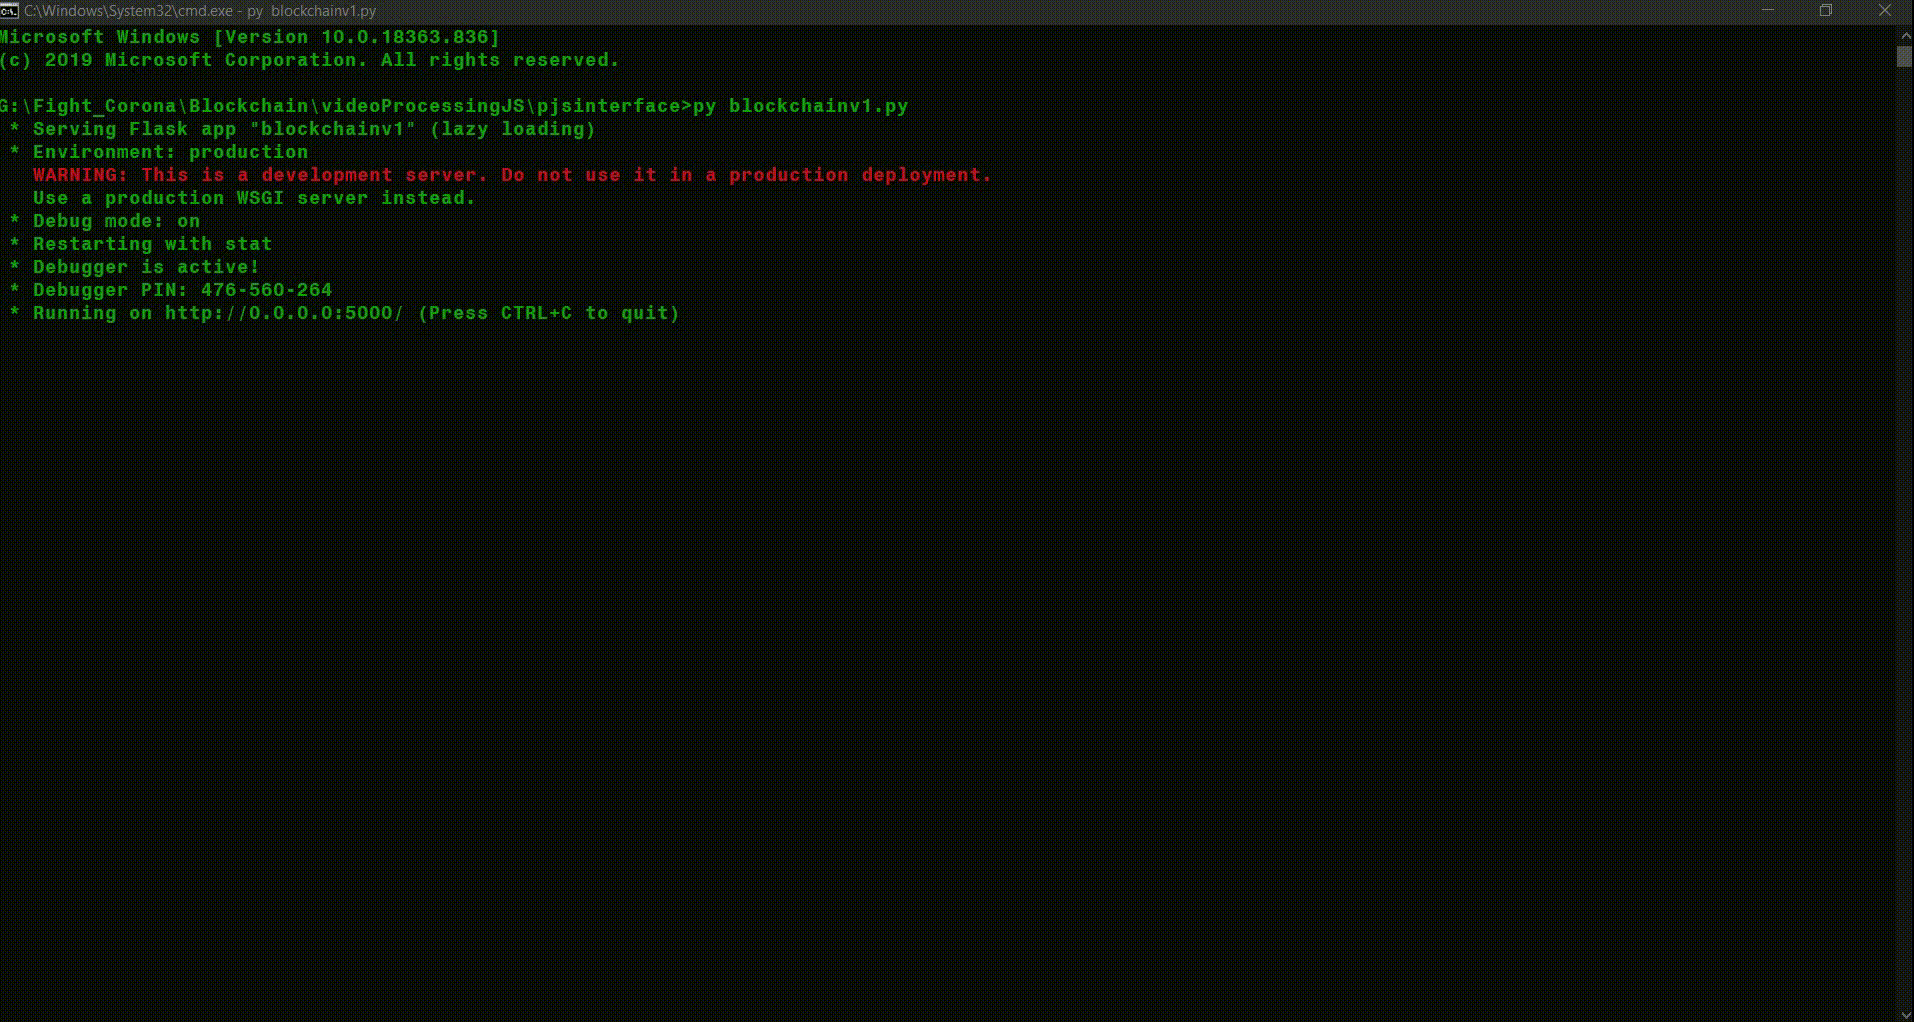 C:\Windows\System32\cmd.exe - py  blockchainv1.py
Microsoft Windows [Version 10.0.18363.836]
(c) 2019 Microsoft Corporation. All rights reserved.
G:\Fight_Corona\Blockchain\videoProcessingJS\pjsinterface>py blockchainv1.py
 * Serving Flask app "blockchainv1" (lazy loading)
 * Environment: production
   WARNING: This is a development server. Do not use it in a production deployment.
   Use a production WSGI server instead.
 * Debug mode: on
 * Restarting with stat
 * Debugger is active!
 * Debugger PIN: 476-560-264
 * Running on http://0.0.0.0:5000/ (Press CTRL+C to quit)